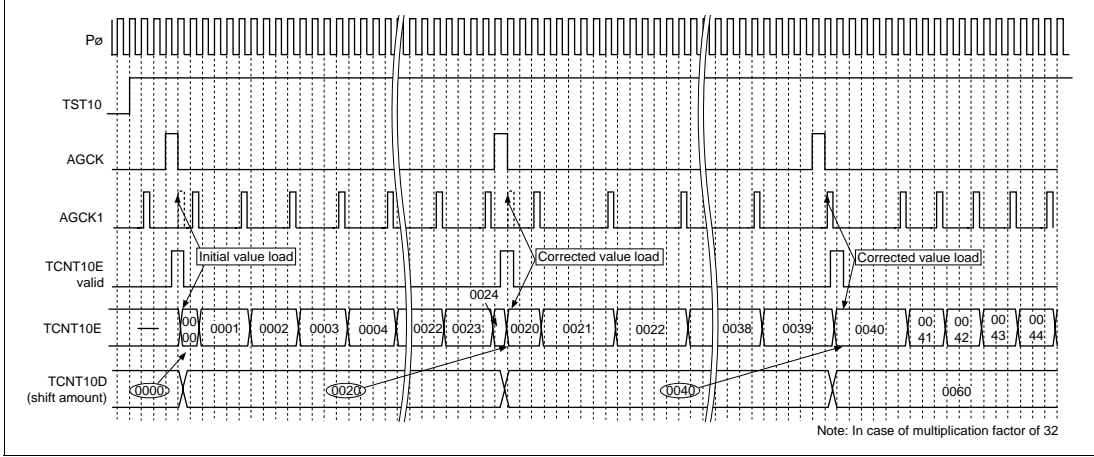 Pø
TST10
AGCK
AGCK1
Initial value load
Corrected value load
Corrected value load
TCNT10E
valid
0024
TCNT10E
—
00
00
0001
0002
0003
0004
0022
0023
0020
0021
0022
0038
0039
0040
00
41
00
42
00
43
00
44
TCNT10D
(shift amount)
0000
0020
0040
0060
Note: In case of multiplication factor of 32